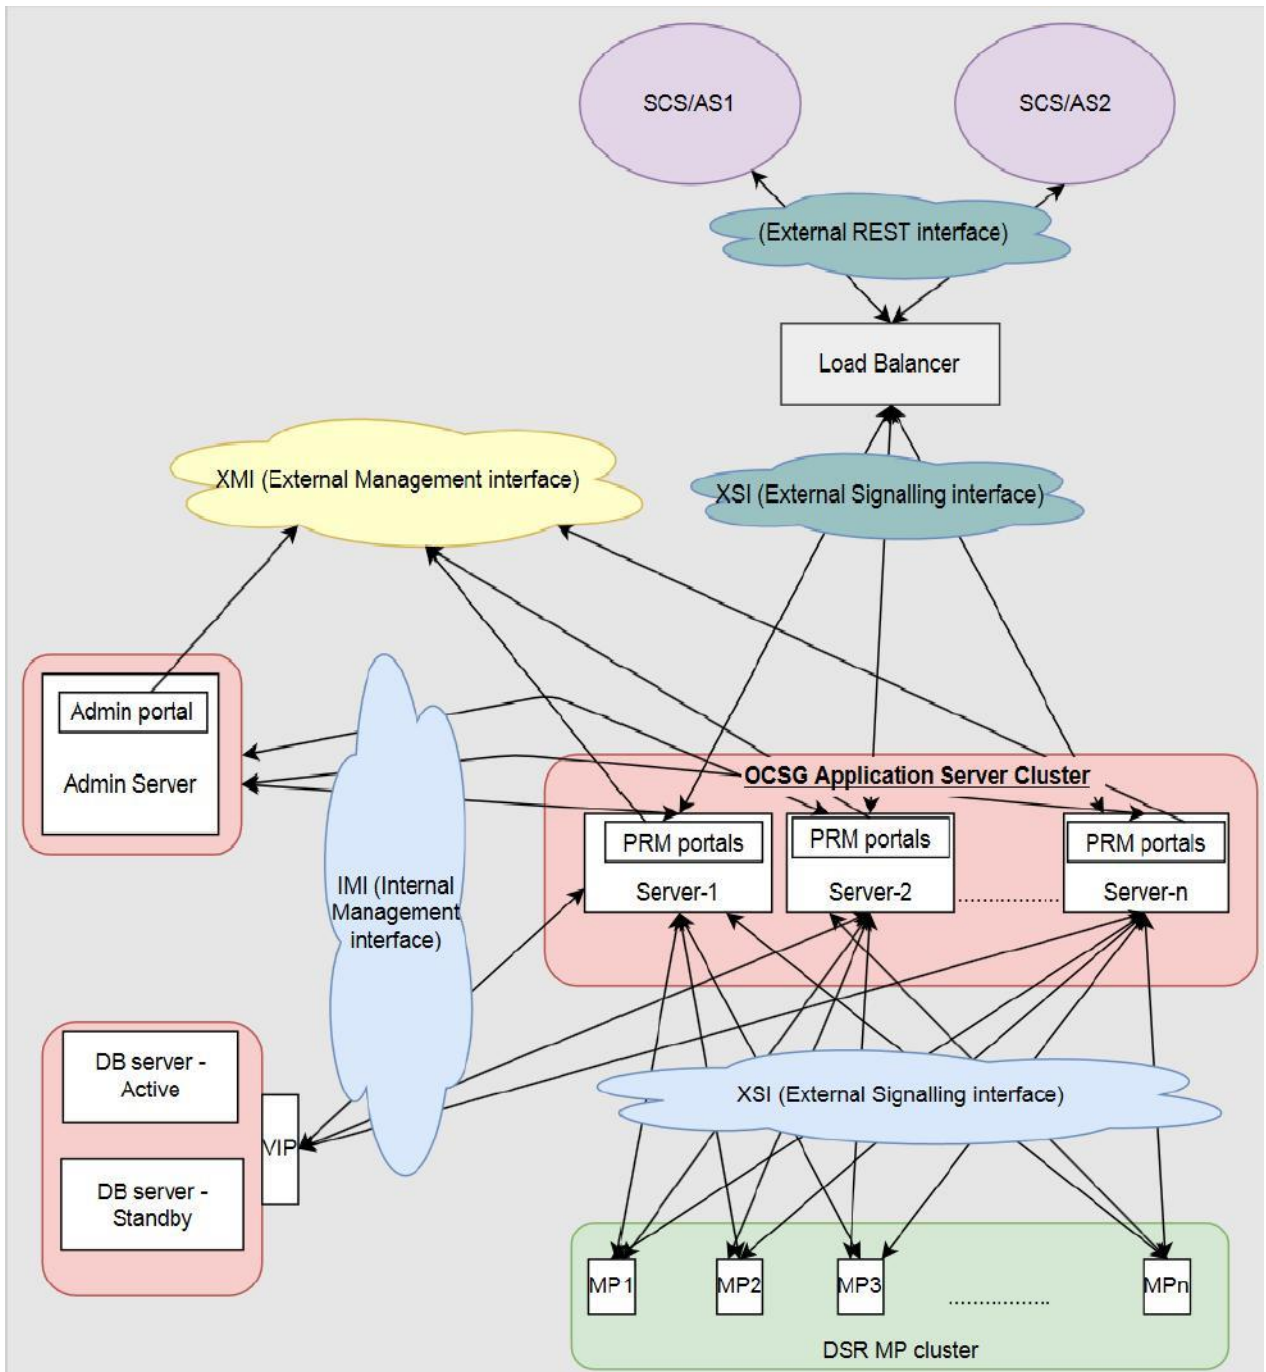 SCS/AS1
SCS/AS2
(External REST interface)
Load Balancer
XMI (External Management interface)
XSI (External Signalling interface)
Admin portal
Admin Server
OCSG Application Server Cluster
PRM portals
PRM portals
PRM portals
Server-1
Server-2
....................
Server-n
IMI (Internal
Management
interface)
DB server -
Active
VIP
DB server -
Standby
XSI (External Signalling interface)
MP1
MP2
MP3
....................
MPn
DSR MP cluster